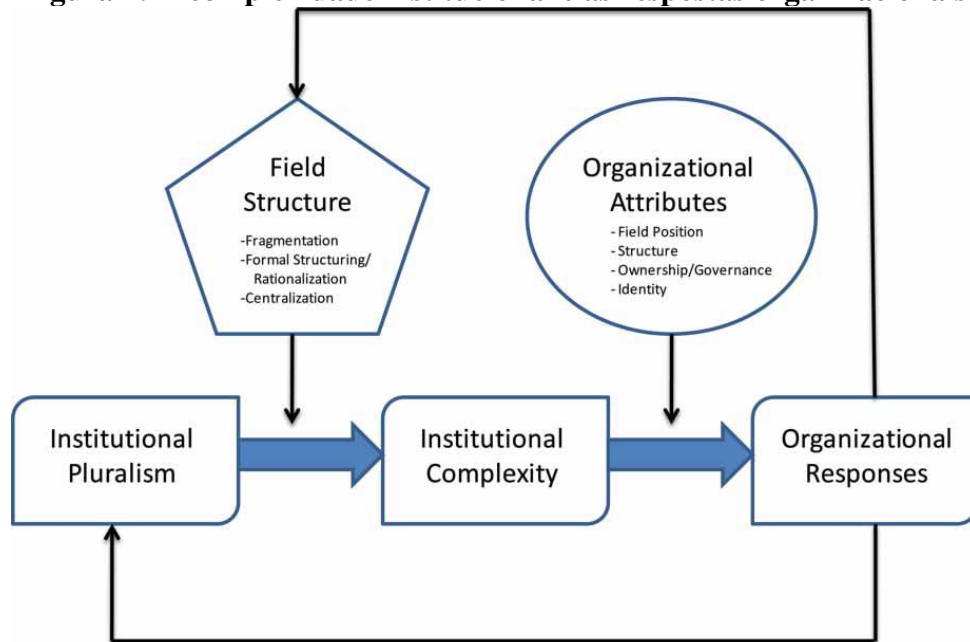 Field
Structure
-Fragmentation
-Formal Structuring/
Rationalization
-Centralization
Organizational
Attributes
- Field Position
- Structure
- Ownership/Governance
- Identity
Institutional
Pluralism
Institutional
Complexity
Organizational
Responses